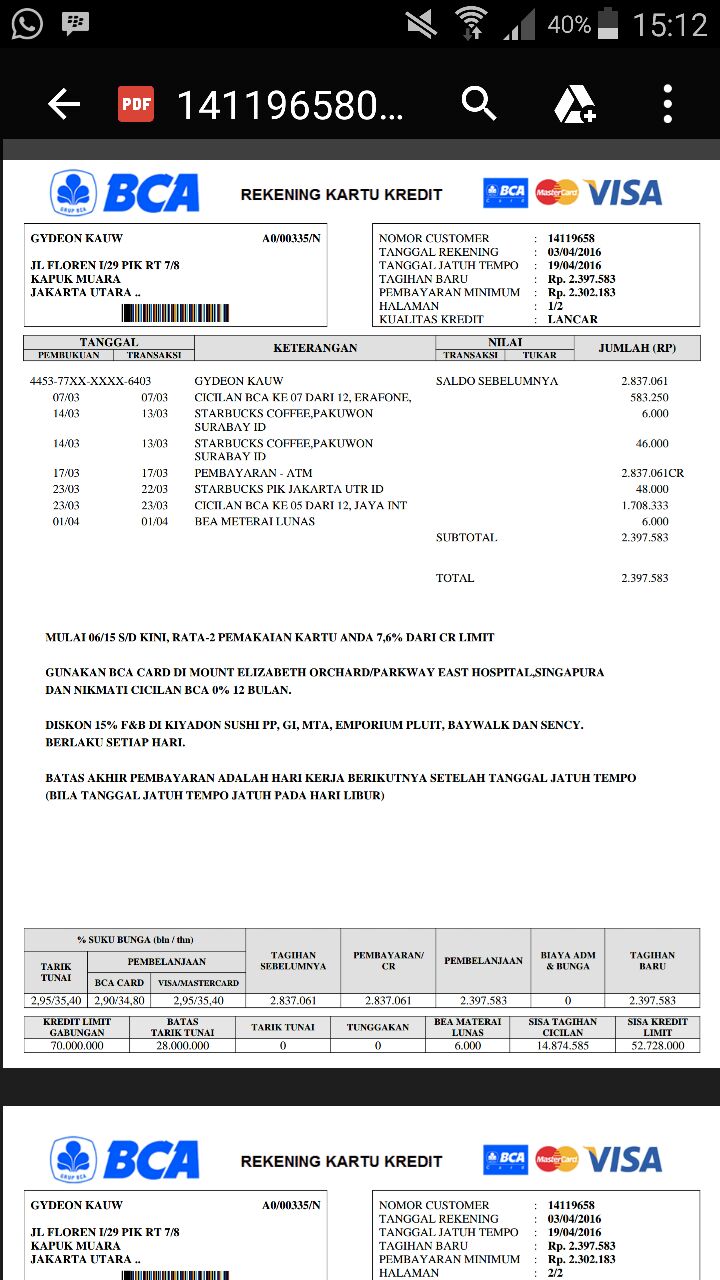 40% 15:12
PDF 141196580...
BCA REKENING KARTU KREDIT BCA Card MasterCard VISA
GRUP BCA
GYDEON KAUW A0/00335/N
JL FLOREN I/29 PIK RT 7/8
KAPUK MUARA
JAKARTA UTARA ..
NOMOR CUSTOMER : 14119658
TANGGAL REKENING : 03/04/2016
TANGGAL JATUH TEMPO : 19/04/2016
TAGIHAN BARU : Rp. 2.397.583
PEMBAYARAN MINIMUM : Rp. 2.302.183
HALAMAN : 1/2
KUALITAS KREDIT : LANCAR
TANGGAL KETERANGAN NILAI JUMLAH (RP)
PEMBUKUAN TRANSAKSI TRANSAKSI TUKAR
4453-77XX-XXXX-6403 GYDEON KAUW SALDO SEBELUMNYA 2.837.061
07/03 07/03 CICILAN BCA KE 07 DARI 12, ERAFONE, 583.250
14/03 13/03 STARBUCKS COFFEE,PAKUWON 6.000
SURABAY ID
14/03 13/03 STARBUCKS COFFEE,PAKUWON 46.000
SURABAY ID
17/03 17/03 PEMBAYARAN - ATM 2.837.061CR
23/03 22/03 STARBUCKS PIK JAKARTA UTR ID 48.000
23/03 23/03 CICILAN BCA KE 05 DARI 12, JAYA INT 1.708.333
01/04 01/04 BEA METERAI LUNAS 6.000
SUBTOTAL 2.397.583
TOTAL 2.397.583
MULAI 06/15 S/D KINI, RATA-2 PEMAKAIAN KARTU ANDA 7,6% DARI CR LIMIT
GUNAKAN BCA CARD DI MOUNT ELIZABETH ORCHARD/PARKWAY EAST HOSPITAL,SINGAPURA
DAN NIKMATI CICILAN BCA 0% 12 BULAN.
DISKON 15% F&B DI KIYADON SUSHI PP, GI, MTA, EMPORIUM PLUIT, BAYWALK DAN SENCY.
BERLAKU SETIAP HARI.
BATAS AKHIR PEMBAYARAN ADALAH HARI KERJA BERIKUTNYA SETELAH TANGGAL JATUH TEMPO
(BILA TANGGAL JATUH TEMPO JATUH PADA HARI LIBUR)
% SUKU BUNGA (bln / thn) TAGIHAN SEBELUMNYA PEMBAYARAN/ CR PEMBELANJAAN BIAYA ADM & BUNGA TAGIHAN BARU
TARIK TUNAI PEMBELANJAAN
BCA CARD VISA/MASTERCARD
2,95/35,40 2,90/34,80 2,95/35,40 2.837.061 2.837.061 2.397.583 0 2.397.583
KREDIT LIMIT GABUNGAN BATAS TARIK TUNAI TARIK TUNAI TUNGGAKAN BEA MATERAI LUNAS SISA TAGIHAN CICILAN SISA KREDIT LIMIT
70.000.000 28.000.000 0 0 6.000 14.874.585 52.728.000
BCA REKENING KARTU KREDIT BCA Card MasterCard VISA
GRUP BCA
GYDEON KAUW A0/00335/N
JL FLOREN I/29 PIK RT 7/8
KAPUK MUARA
JAKARTA UTARA ..
NOMOR CUSTOMER : 14119658
TANGGAL REKENING : 03/04/2016
TANGGAL JATUH TEMPO : 19/04/2016
TAGIHAN BARU : Rp. 2.397.583
PEMBAYARAN MINIMUM : Rp. 2.302.183
HALAMAN : 2/2